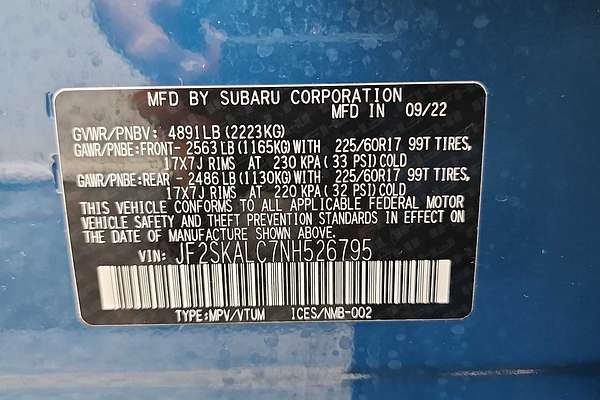 MFD BY SUBARU CORPORATION
MFD IN 09/22
GVWR/PNBV: 4891LB (2223KG)
GAWR/PNBE:FRONT- 2563 LB (1165KG) WITH 225/60R17 99T TIRES,
17X7J RIMS AT 230 KPA (33 PSI) COLD
GAWR/PNBE:REAR - 2486 LB (1130KG) WITH 225/60R17 99T TIRES,
17X7J RIMS AT 220 KPA (32 PSI) COLD
THIS VEHICLE CONFORMS TO ALL APPLICABLE FEDERAL MOTOR
VEHICLE SAFETY AND THEFT PREVENTION STANDARDS IN EFFECT ON
THE DATE OF MANUFACTURE SHOWN ABOVE.
VIN: JF2SKALC7NH526795
TYPE:MPV/VTUM ICES/NMB-002